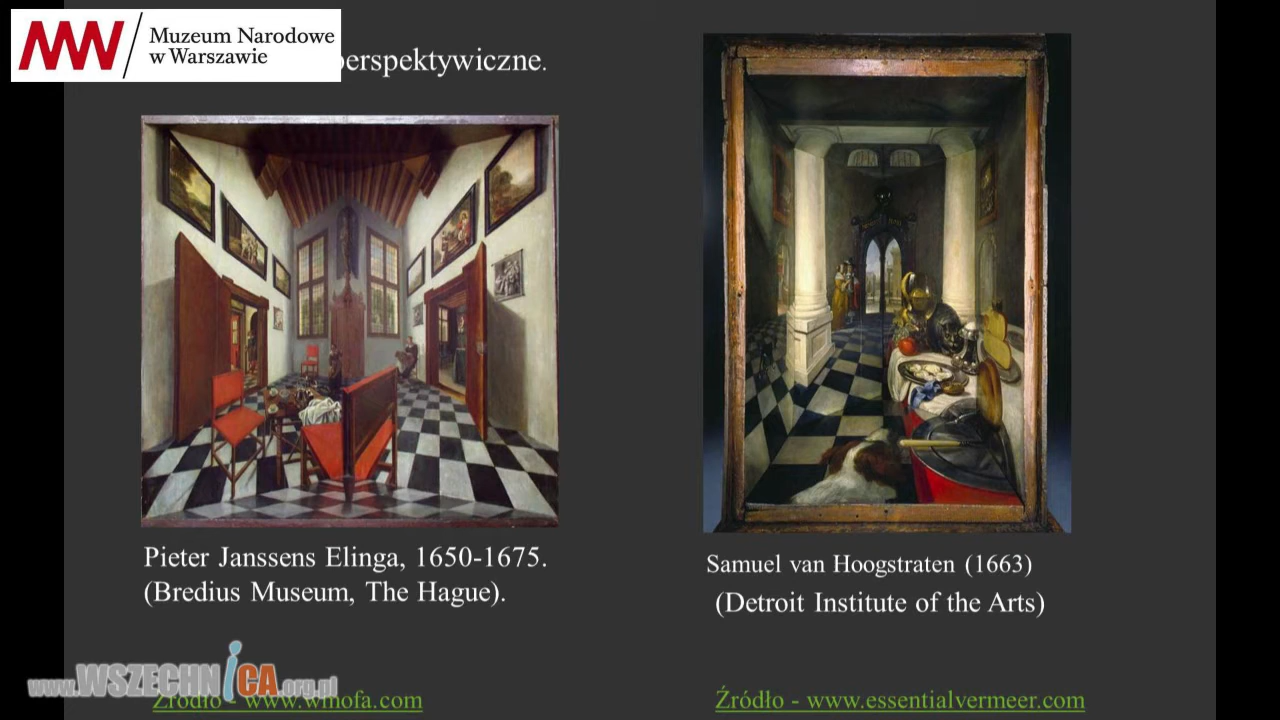 Muzeum Narodowe
w Warszawie
perspektywiczne.
Pieter Janssens Elinga, 1650-1675.
(Bredius Museum, The Hague).
Samuel van Hoogstraten (1663)
(Detroit Institute of the Arts)
www.WSZECHNICA.org.pl
Źródło - www.wmofa.com
Źródło - www.essentialvermeer.com